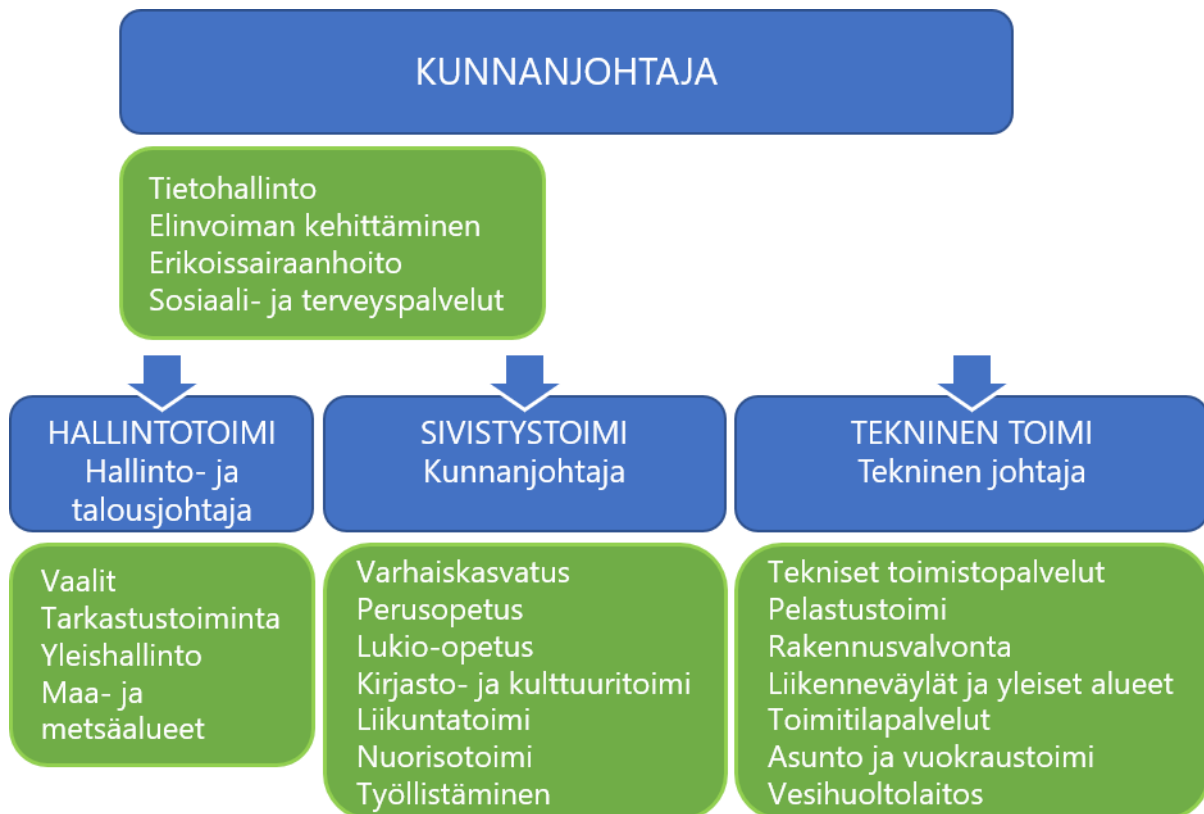 KUNNANJOHTAJA
Tietohallinto
Elinvoiman kehittäminen
Erikoissairaanhoito
Sosiaali- ja terveyspalvelut
HALLINTOTOIMI
Hallinto- ja
talousjohtaja
Vaalit
Tarkastustoiminta
Yleishallinto
Maa- ja
metsäalueet
SIVISTYSTOIMI
Kunnanjohtaja
Varhaiskasvatus
Perusopetus
Lukio-opetus
Kirjasto- ja kulttuuritoimi
Liikuntatoimi
Nuorisotoimi
Työllistäminen
TEKNINEN TOIMI
Tekninen johtaja
Tekniset toimistopalvelut
Pelastustoimi
Rakennusvalvonta
Liikenneväylät ja yleiset alueet
Toimitilapalvelut
Asunto ja vuokraustoimi
Vesihuoltolaitos